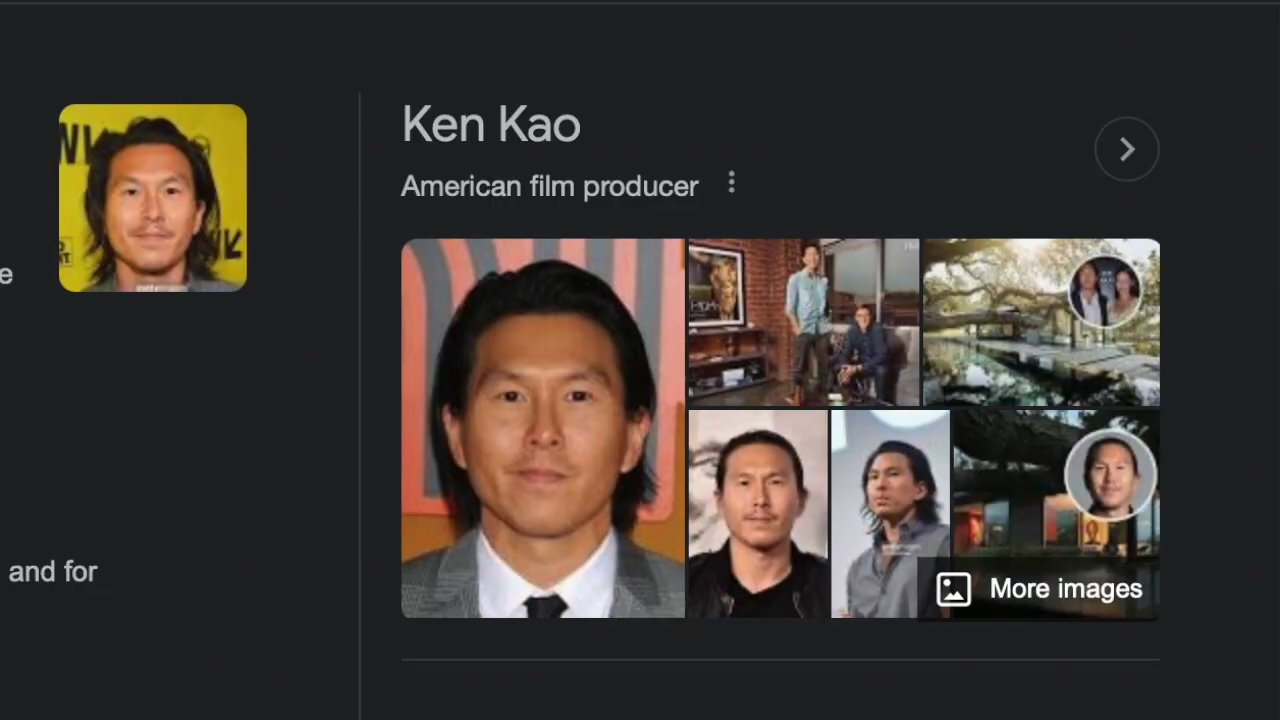 Ken Kao
American film producer
e
and for
More images